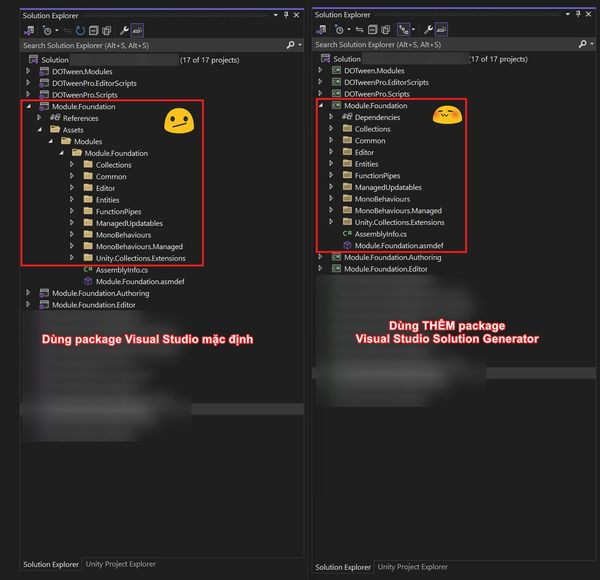 Solution Explorer
Search Solution Explorer (Alt+S, Alt+S)
Solution
(17 of 17 projects)
DOTween.Modules
DOTweenPro.EditorScripts
DOTweenPro.Scripts
Module.Foundation
References
Assets
Modules
Module.Foundation
Collections
Common
Editor
Entities
FunctionPipes
ManagedUpdatables
MonoBehaviours
MonoBehaviours.Managed
Unity.Collections.Extensions
C# AssemblyInfo.cs
Module.Foundation.asmdef
Module.Foundation.Authoring
Module.Foundation.Editor
Dùng package Visual Studio mặc định
Solution Explorer
Unity Project Explorer
Solution Explorer
Search Solution Explorer (Alt+S, Alt+S)
Solution
(17 of 17 projects)
DOTween.Modules
DOTweenPro.EditorScripts
DOTweenPro.Scripts
Module.Foundation
Dependencies
Collections
Common
Editor
Entities
FunctionPipes
ManagedUpdatables
MonoBehaviours
MonoBehaviours.Managed
Unity.Collections.Extensions
C# AssemblyInfo.cs
Module.Foundation.asmdef
Module.Foundation.Authoring
Module.Foundation.Editor
Dùng THÊM package
Visual Studio Solution Generator
Solution Explorer
Unity Project Explorer